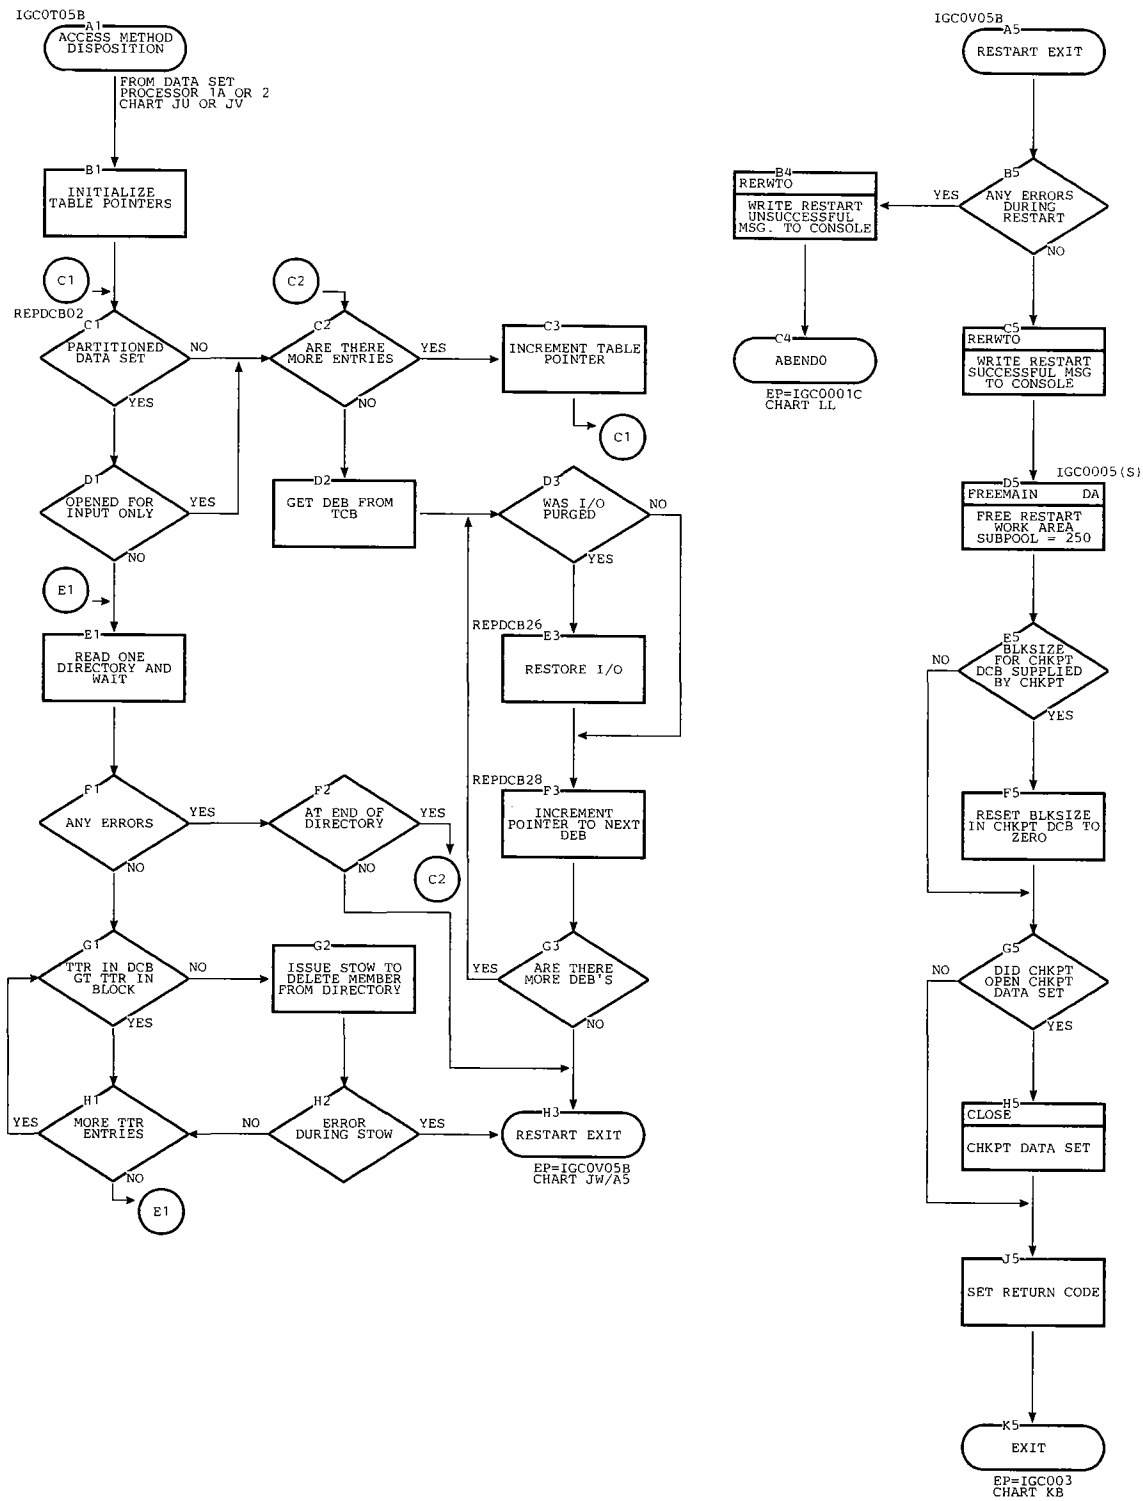 IGC0T05B
A1
ACCESS METHOD
DISPOSITION
FROM DATA SET
PROCESSOR 1A OR 2
CHART JU OR JV
B1
INITIALIZE
TABLE POINTERS
C1
REPDCB02
C1
PARTITIONED
DATA SET
NO
YES
C2
C2
ARE THERE
MORE ENTRIES
YES
NO
C3
INCREMENT TABLE
POINTER
C1
D1
OPENED FOR
INPUT ONLY
YES
NO
D2
GET DEB FROM
TCB
D3
WAS I/O
PURGED
NO
YES
E1
E1
READ ONE
DIRECTORY AND
WAIT
REPDCB26
E3
RESTORE I/O
F1
ANY ERRORS
YES
NO
F2
AT END OF
DIRECTORY
YES
NO
C2
REPDCB28
F3
INCREMENT
POINTER TO NEXT
DEB
G1
TTR IN DCB
GT TTR IN
BLOCK
NO
YES
G2
ISSUE STOW TO
DELETE MEMBER
FROM DIRECTORY
G3
ARE THERE
MORE DEB'S
YES
NO
H1
MORE TTR
ENTRIES
YES
NO
E1
H2
ERROR
DURING STOW
NO
YES
H3
RESTART EXIT
EP=IGC0V05B
CHART JW/A5
IGC0V05B
A5
RESTART EXIT
B5
ANY ERRORS
DURING
RESTART
YES
NO
B4
RERWTO
WRITE RESTART
UNSUCCESSFUL
MSG. TO CONSOLE
C4
ABENDO
EP=IGC0001C
CHART LL
C5
RERWTO
WRITE RESTART
SUCCESSFUL MSG
TO CONSOLE
IGC0005(S)
D5
FREEMAIN DA
FREE RESTART
WORK AREA
SUBPOOL = 250
E5
BLKSIZE
FOR CHKPT
DCB SUPPLIED
BY CHKPT
NO
YES
F5
RESET BLKSIZE
IN CHKPT DCB TO
ZERO
G5
DID CHKPT
OPEN CHKPT
DATA SET
NO
YES
H5
CLOSE
CHKPT DATA SET
J5
SET RETURN CODE
K5
EXIT
EP=IGC003
CHART KB